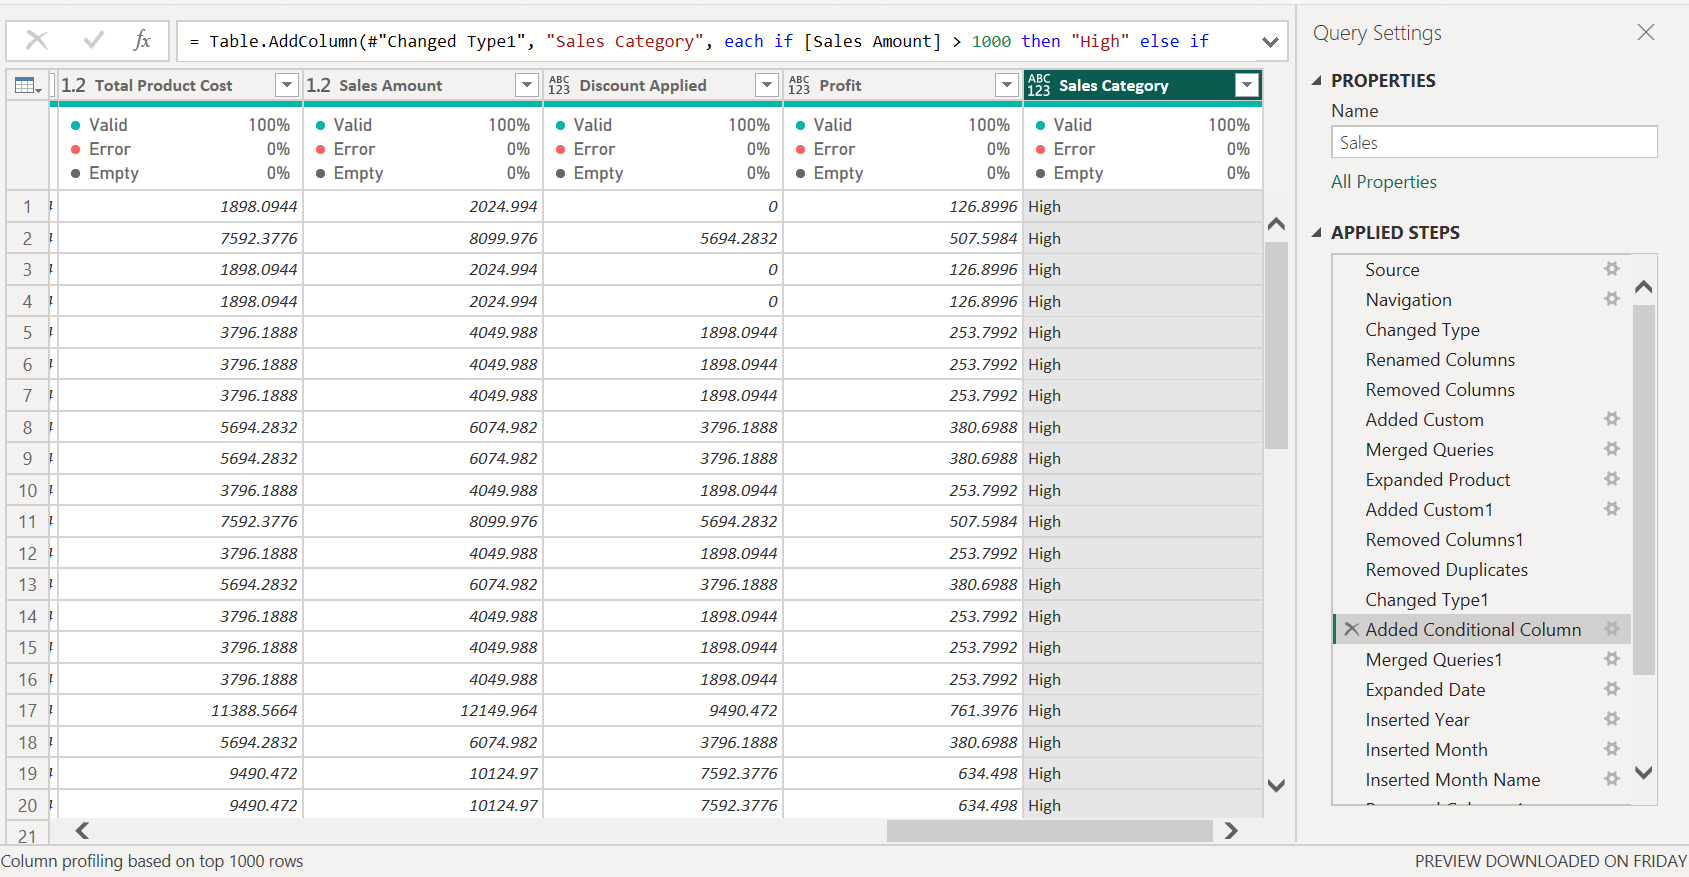 fx = Table.AddColumn(#"Changed Type1", "Sales Category", each if [Sales Amount] > 1000 then "High" else if
Query Settings
PROPERTIES
Name
Sales
All Properties
APPLIED STEPS
Source
Navigation
Changed Type
Renamed Columns
Removed Columns
Added Custom
Merged Queries
Expanded Product
Added Custom1
Removed Columns1
Removed Duplicates
Changed Type1
Added Conditional Column
Merged Queries1
Expanded Date
Inserted Year
Inserted Month
Inserted Month Name
1.2 Total Product Cost 1.2 Sales Amount ABC 123 Discount Applied ABC 123 Profit ABC 123 Sales Category
Valid 100% Valid 100% Valid 100% Valid 100% Valid 100%
Error 0% Error 0% Error 0% Error 0% Error 0%
Empty 0% Empty 0% Empty 0% Empty 0% Empty 0%
1 1898.0944 2024.994 0 126.8996 High
2 7592.3776 8099.976 5694.2832 507.5984 High
3 1898.0944 2024.994 0 126.8996 High
4 1898.0944 2024.994 0 126.8996 High
5 3796.1888 4049.988 1898.0944 253.7992 High
6 3796.1888 4049.988 1898.0944 253.7992 High
7 3796.1888 4049.988 1898.0944 253.7992 High
8 5694.2832 6074.982 3796.1888 380.6988 High
9 5694.2832 6074.982 3796.1888 380.6988 High
10 3796.1888 4049.988 1898.0944 253.7992 High
11 7592.3776 8099.976 5694.2832 507.5984 High
12 3796.1888 4049.988 1898.0944 253.7992 High
13 5694.2832 6074.982 3796.1888 380.6988 High
14 3796.1888 4049.988 1898.0944 253.7992 High
15 3796.1888 4049.988 1898.0944 253.7992 High
16 3796.1888 4049.988 1898.0944 253.7992 High
17 11388.5664 12149.964 9490.472 761.3976 High
18 5694.2832 6074.982 3796.1888 380.6988 High
19 9490.472 10124.97 7592.3776 634.498 High
20 9490.472 10124.97 7592.3776 634.498 High
21
Column profiling based on top 1000 rows
PREVIEW DOWNLOADED ON FRIDAY